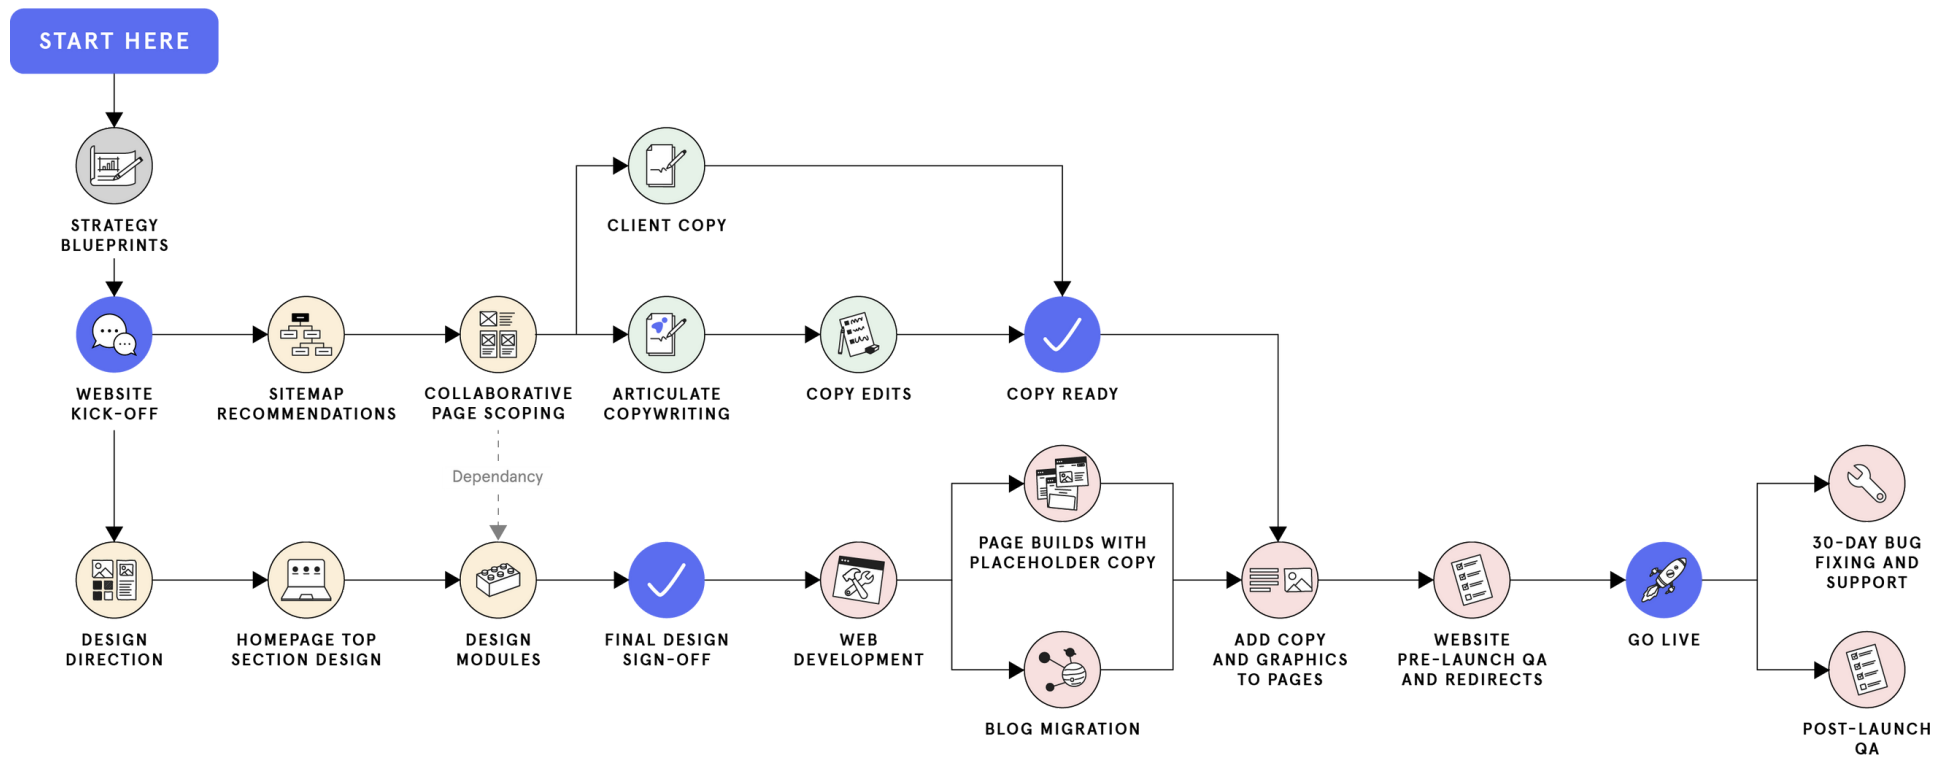 START HERE
STRATEGY
BLUEPRINTS
CLIENT COPY
WEBSITE
KICK-OFF
SITEMAP
RECOMMENDATIONS
COLLABORATIVE
PAGE SCOPING
ARTICULATE
COPYWRITING
COPY EDITS
COPY READY
Dependancy
PAGE BUILDS WITH
PLACEHOLDER COPY
30-DAY BUG
FIXING AND
SUPPORT
DESIGN
DIRECTION
HOMEPAGE TOP
SECTION DESIGN
DESIGN
MODULES
FINAL DESIGN
SIGN-OFF
WEB
DEVELOPMENT
ADD COPY
AND GRAPHICS
TO PAGES
WEBSITE
PRE-LAUNCH QA
AND REDIRECTS
GO LIVE
BLOG MIGRATION
POST-LAUNCH
QA